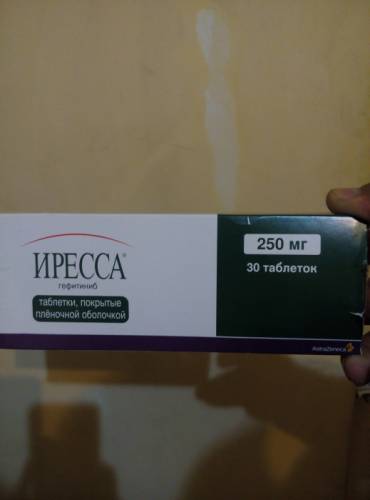 ИРЕССА®
гефитиниб
таблетки, покрытые
плёночной оболочкой
250 мг
30 таблеток
AstraZeneca